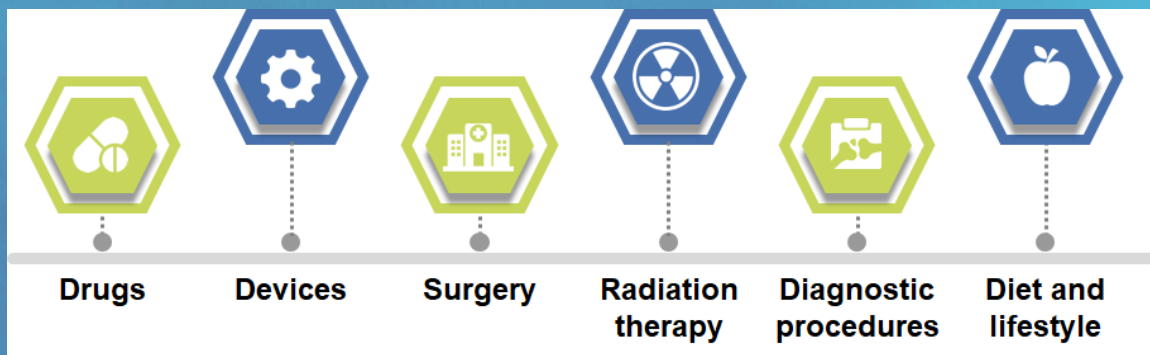 Drugs
Devices
Surgery
Radiation
therapy
Diagnostic
procedures
Diet and
lifestyle